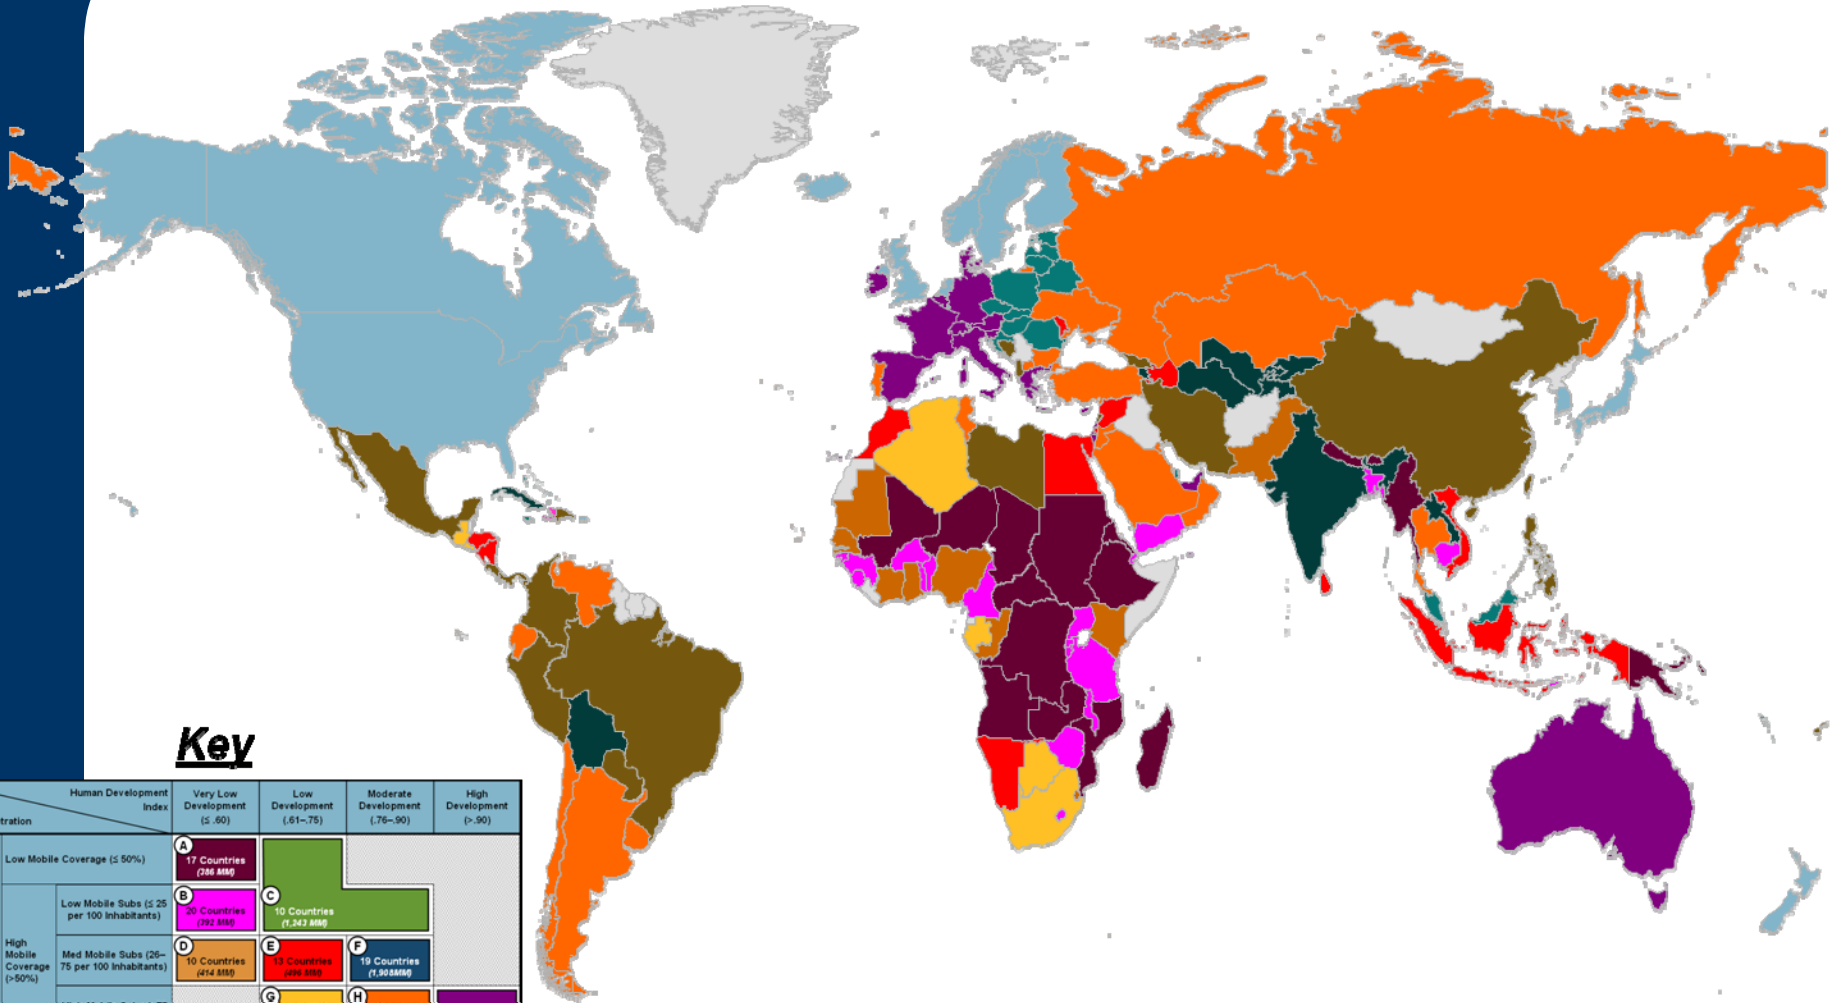 Key
Human Development
Index
tration
Very Low
Development
(≤ .60)
Low
Development
(.61–.75)
Moderate
Development
(.76–.90)
High
Development
(>.90)
Low Mobile Coverage (≤ 50%)
A
17 Countries
(386 MM)
High
Mobile
Coverage
(>50%)
Low Mobile Subs (≤ 25
per 100 Inhabitants)
B
20 Countries
(392 MM)
C
10 Countries
(1,243 MM)
Med Mobile Subs (26–
75 per 100 Inhabitants)
D
10 Countries
(414 MM)
E
13 Countries
(496 MM)
F
19 Countries
(1,908MM)
G
H